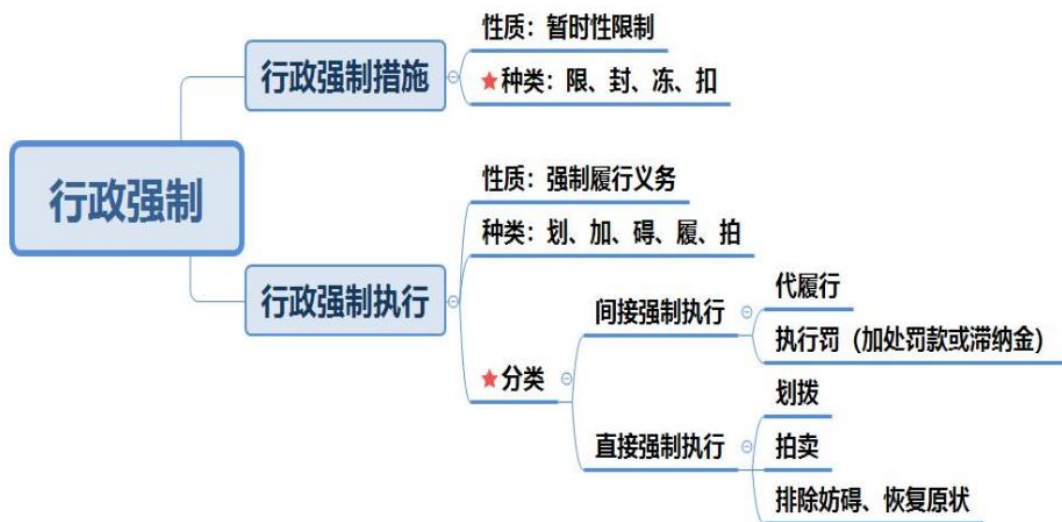 行政强制
行政强制措施
性质：暂时性限制
★种类：限、封、冻、扣
行政强制执行
性质：强制履行义务
种类：划、加、碍、履、拍
★分类
间接强制执行
代履行
执行罚（加处罚款或滞纳金）
直接强制执行
划拨
拍卖
排除妨碍、恢复原状